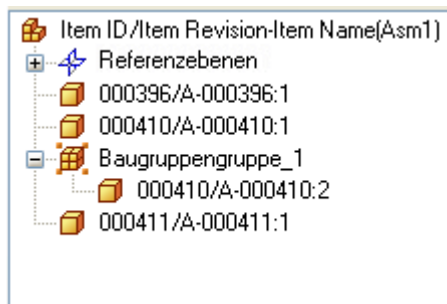 Item ID/Item Revision-Item Name(Asm1)
Referenzebenen
000396/A-000396:1
000410/A-000410:1
Baugruppengruppe_1
000410/A-000410:2
000411/A-000411:1